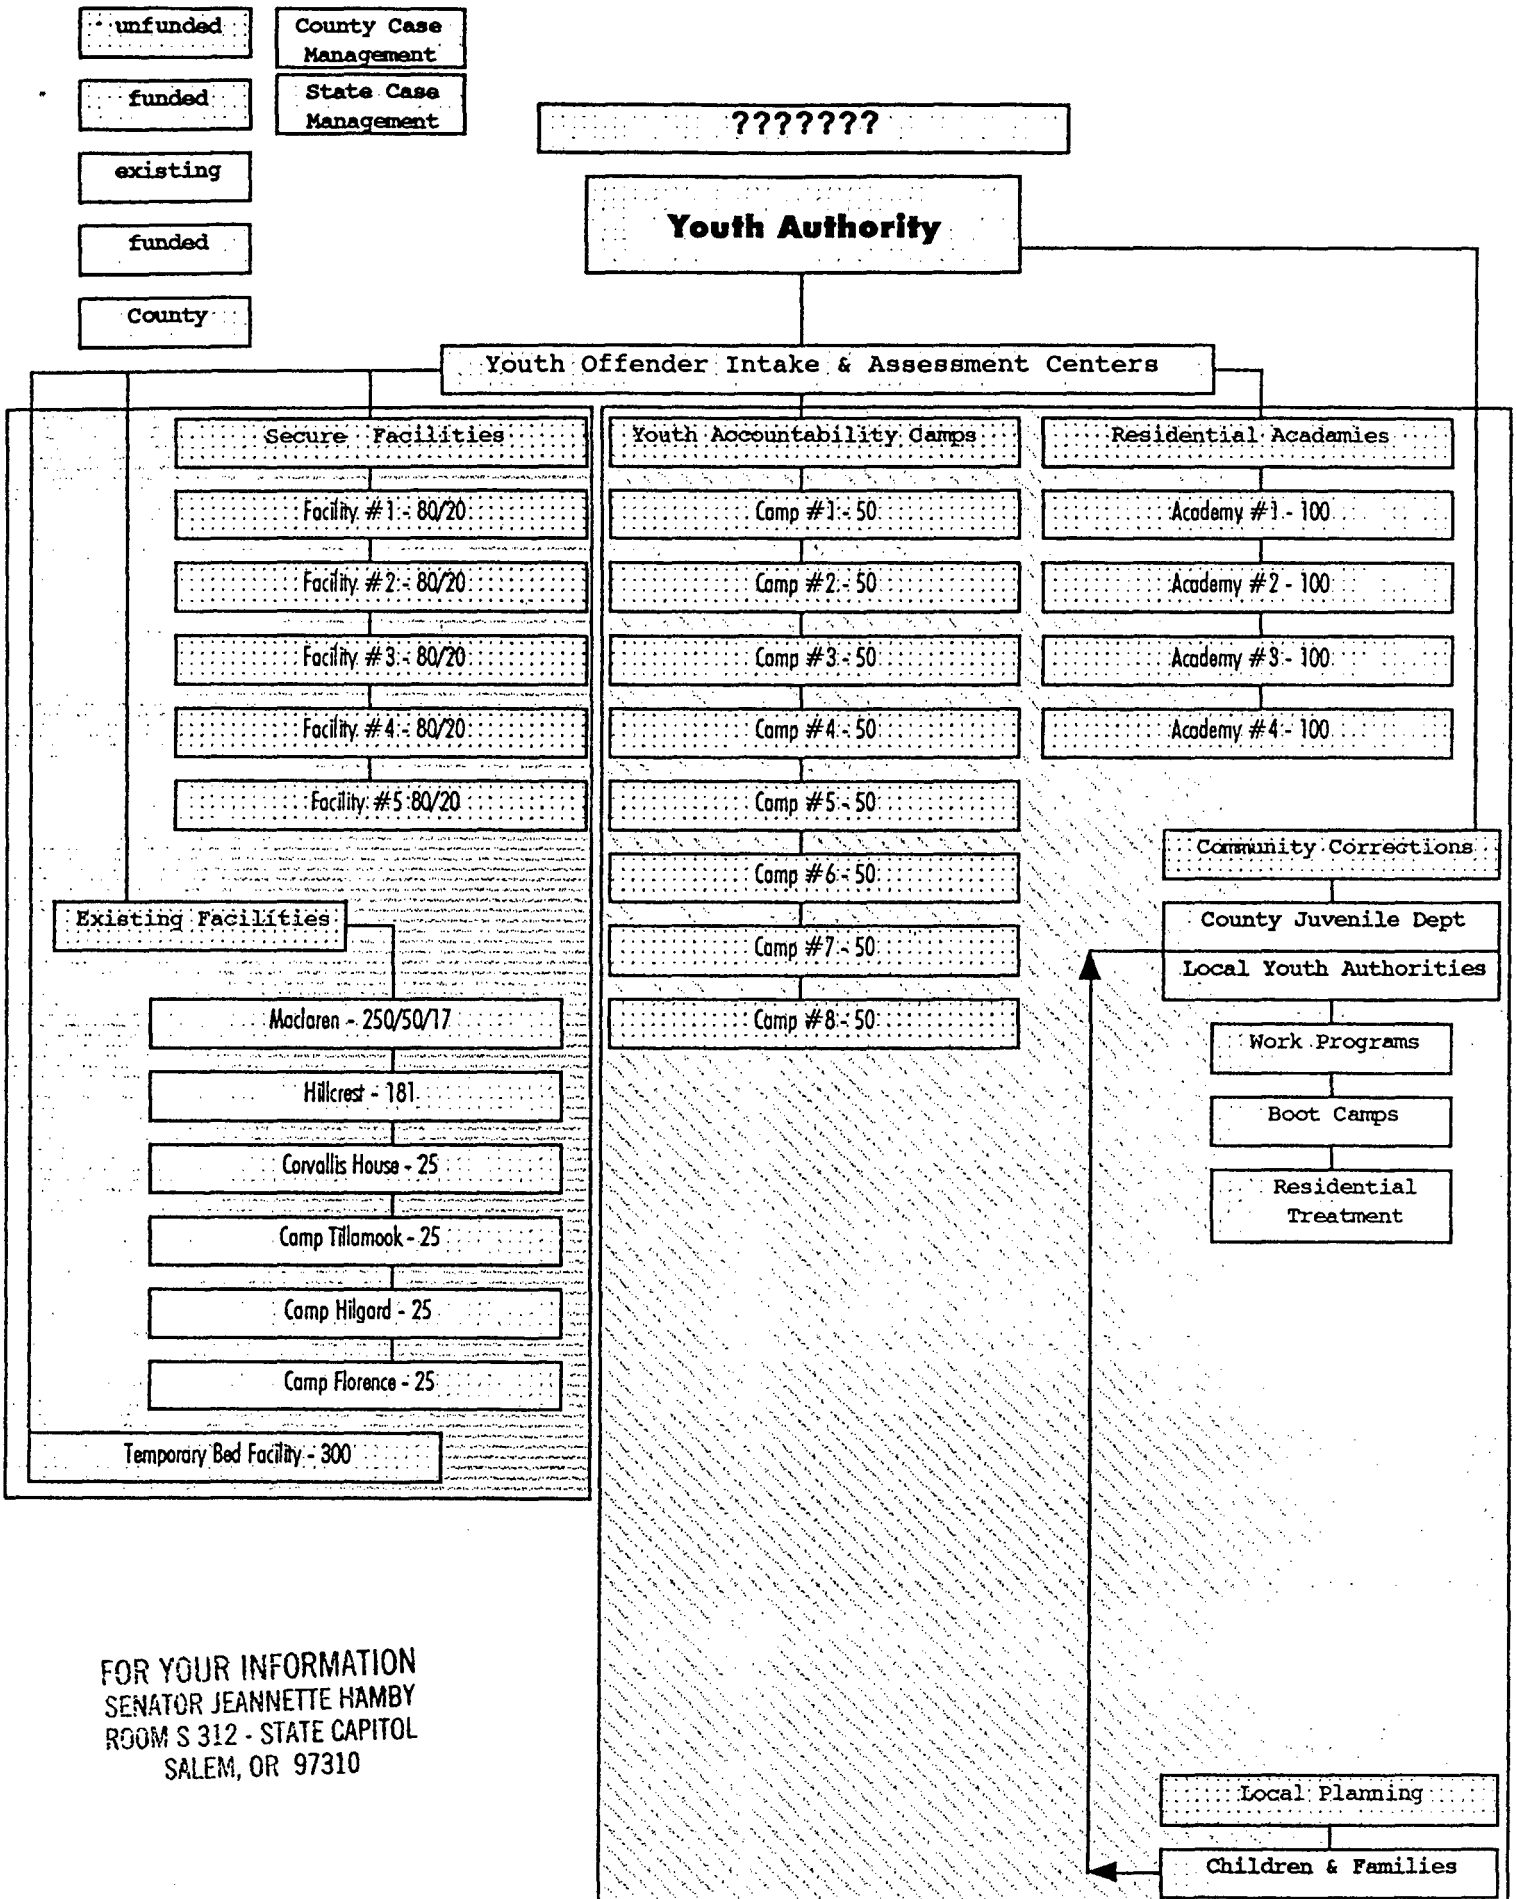 unfunded
County Case
Management
funded
State Case
Management
???????
existing
Youth Authority
funded
County
Youth Offender Intake & Assessment Centers
Secure Facilities
Facility #1 - 80/20
Facility #2 - 80/20
Facility #3 - 80/20
Facility #4 - 80/20
Facility #5 80/20
Youth Accountability Camps
Camp #1 - 50
Camp #2 - 50
Camp #3 - 50
Camp #4 - 50
Camp #5 - 50
Camp #6 - 50
Camp #7 - 50
Camp #8 - 50
Residential Acadamies
Academy #1 - 100
Academy #2 - 100
Academy #3 - 100
Academy #4 - 100
Existing Facilities
Maclaren - 250/50/17
Hillcrest - 181
Corvallis House - 25
Camp Tillamook - 25
Camp Hilgard - 25
Camp Florence - 25
Temporary Bed Facility - 300
Community Corrections
County Juvenile Dept
Local Youth Authorities
Work Programs
Boot Camps
Residential
Treatment
FOR YOUR INFORMATION
SENATOR JEANNETTE HAMBY
ROOM S 312 - STATE CAPITOL
SALEM, OR 97310
Local Planning
Children & Families